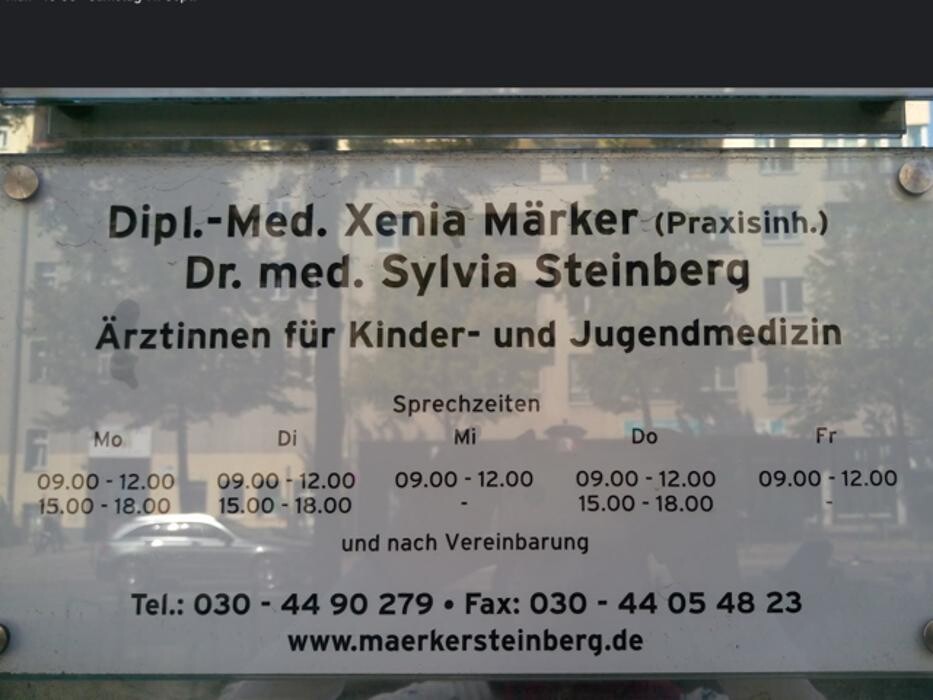 Dipl.-Med. Xenia Märker (Praxisinh.)
Dr. med. Sylvia Steinberg
Ärztinnen für Kinder- und Jugendmedizin
Sprechzeiten
Mo Di Mi Do Fr
09.00 - 12.00 09.00 - 12.00 09.00 - 12.00 09.00 - 12.00 09.00 - 12.00
15.00 - 18.00 15.00 - 18.00 - 15.00 - 18.00 -
und nach Vereinbarung
Tel.: 030 - 44 90 279 • Fax: 030 - 44 05 48 23
www.maerkersteinberg.de